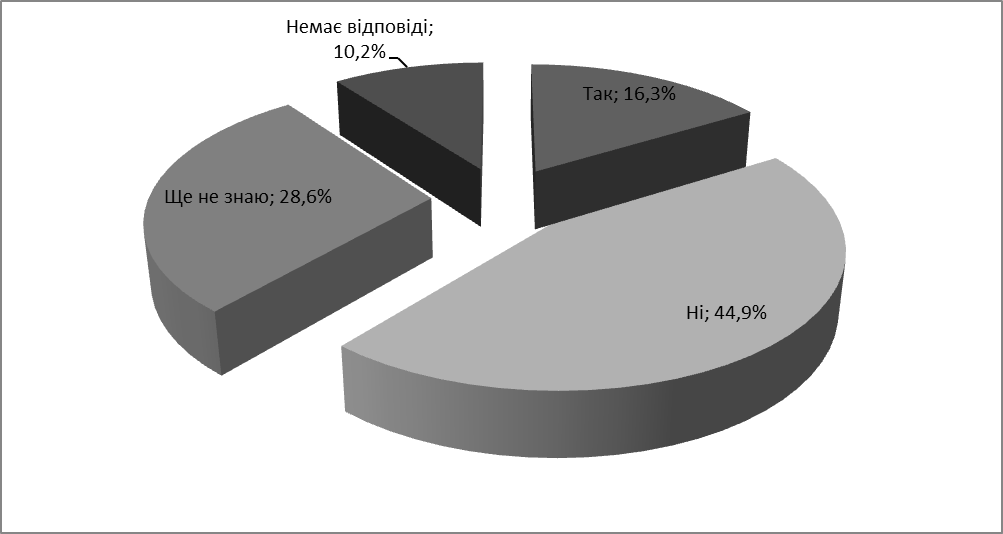 Немає відповіді;
10,2%
Так; 16,3%
Ще не знаю; 28,6%
Ні; 44,9%